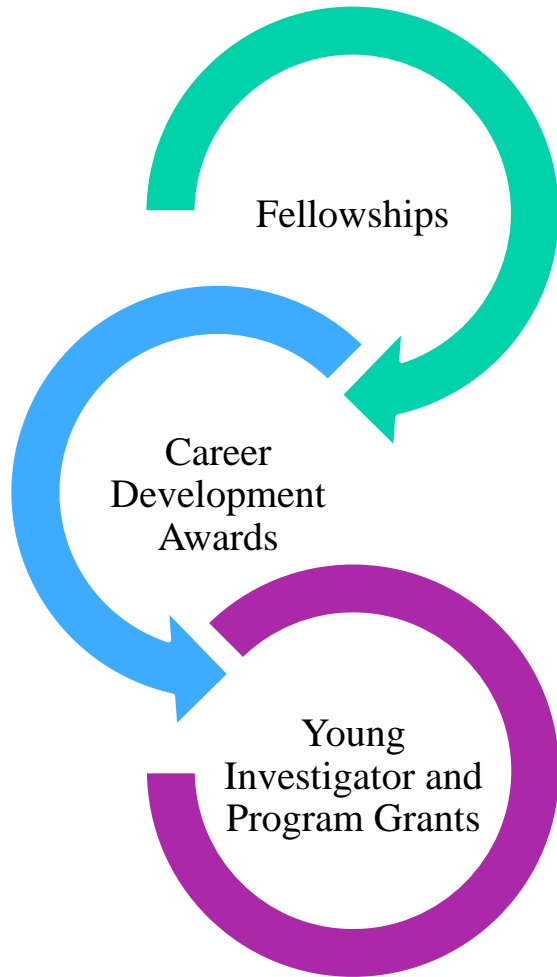 Fellowships
Career
Development
Awards
Young
Investigator and
Program Grants